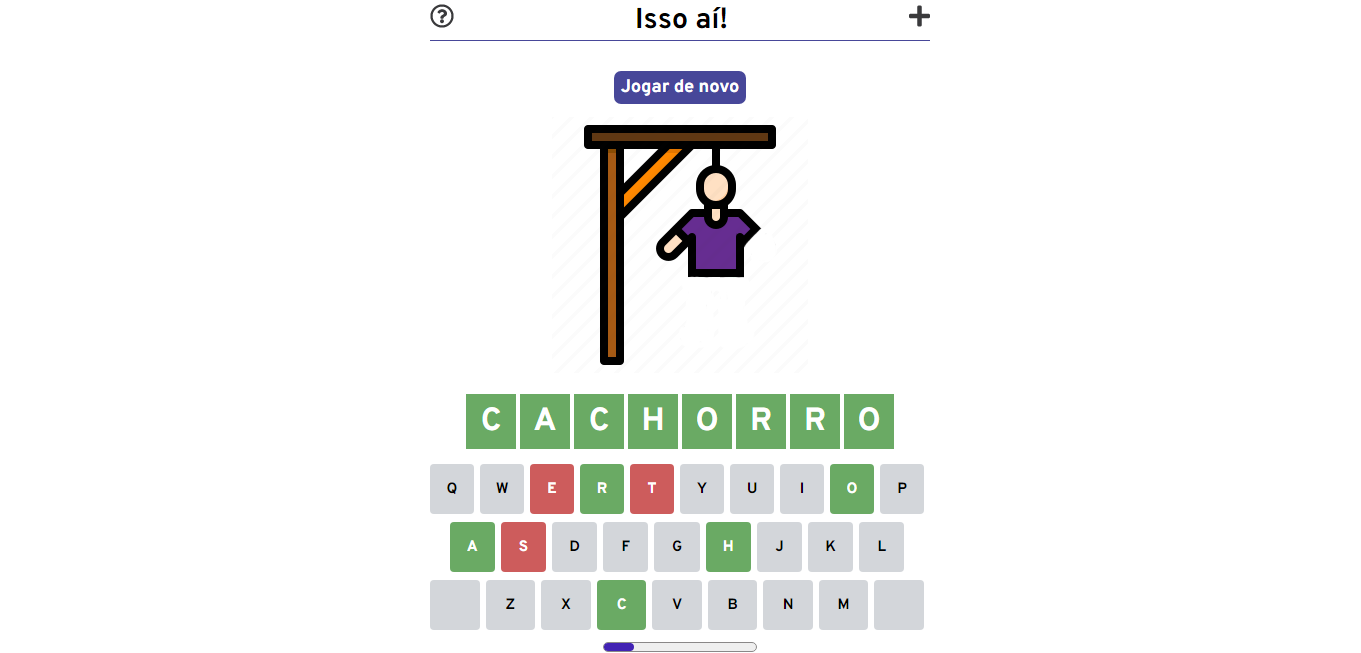 ? Isso aí! +
Jogar de novo
C A C H O R R O
Q W E R T Y U I O P
A S D F G H J K L
Z X C V B N M